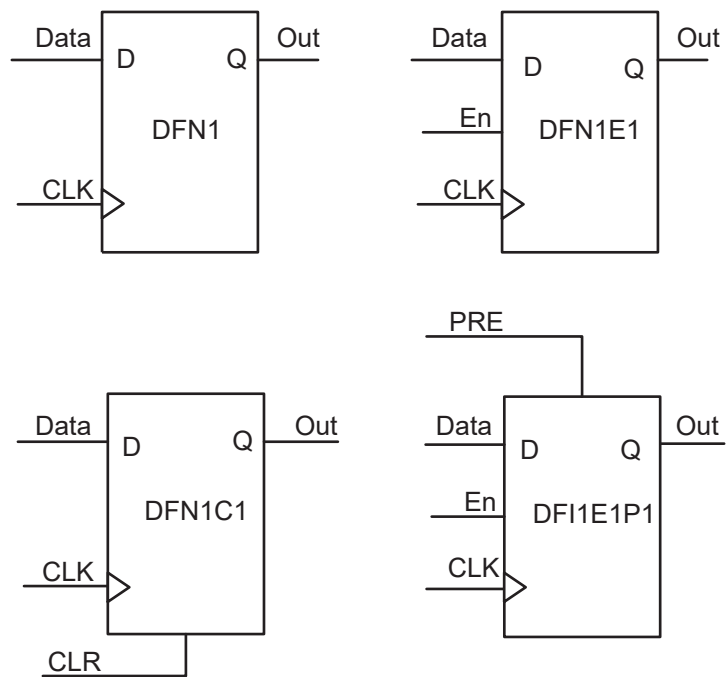 Data
D
Q
Out
DFN1
CLK
Data
D
Q
Out
En
DFN1E1
CLK
Data
D
Q
Out
DFN1C1
CLK
CLR
PRE
Data
D
Q
Out
En
DFI1E1P1
CLK